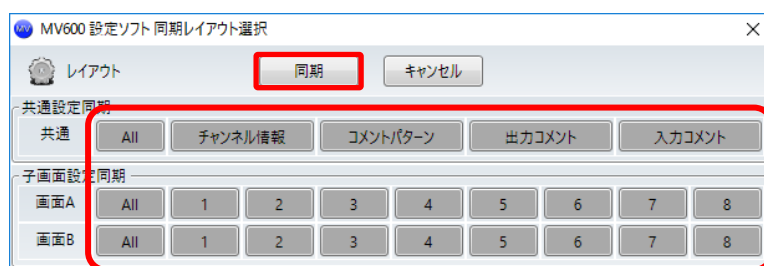 MV MV600 設定ソフト 同期レイアウト選択
レイアウト 同期 キャンセル
共通設定同期
共通 All チャンネル情報 コメントパターン 出力コメント 入力コメント
子画面設定同期
画面A All 1 2 3 4 5 6 7 8
画面B All 1 2 3 4 5 6 7 8